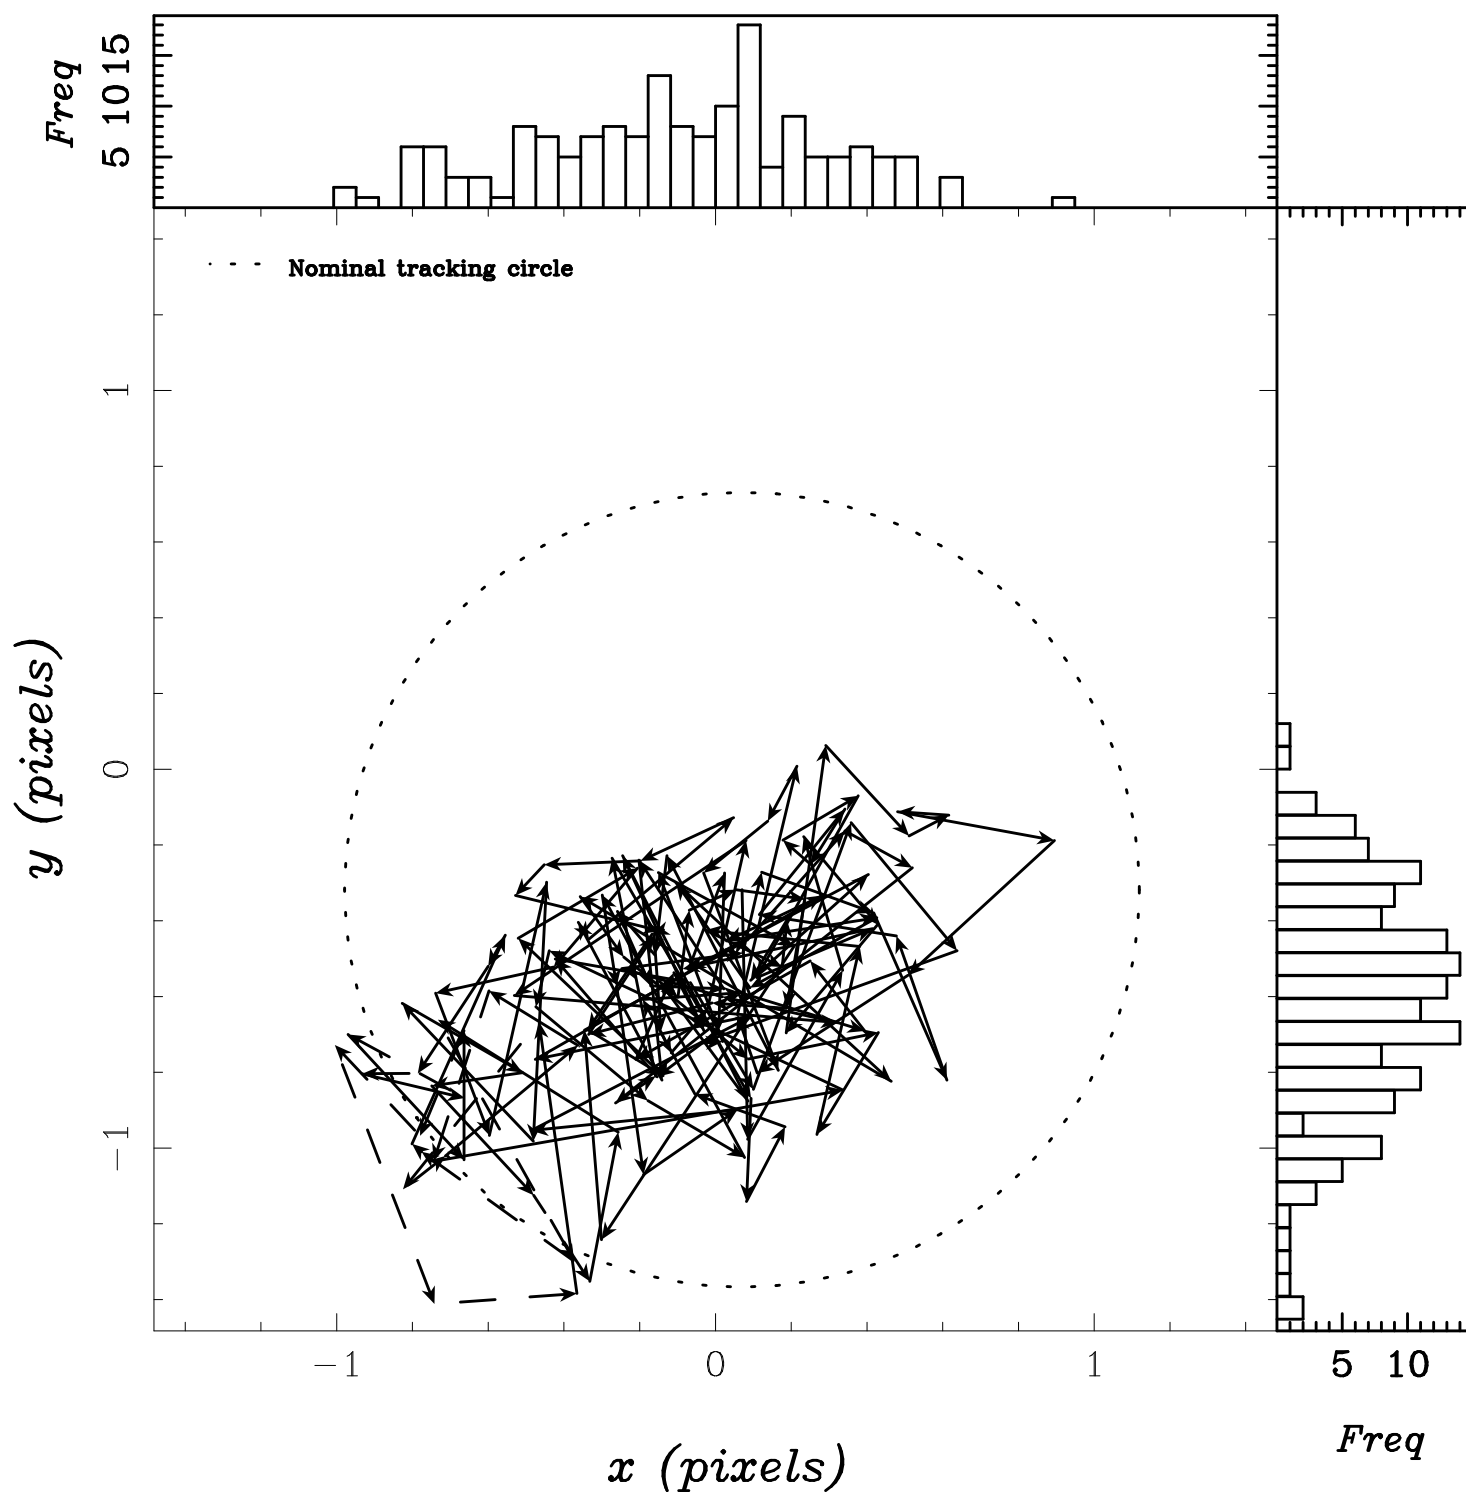 Freq
5 10 15
Nominal tracking circle
1
0
−1
y (pixels)
−1 0 1
x (pixels)
5 10
Freq